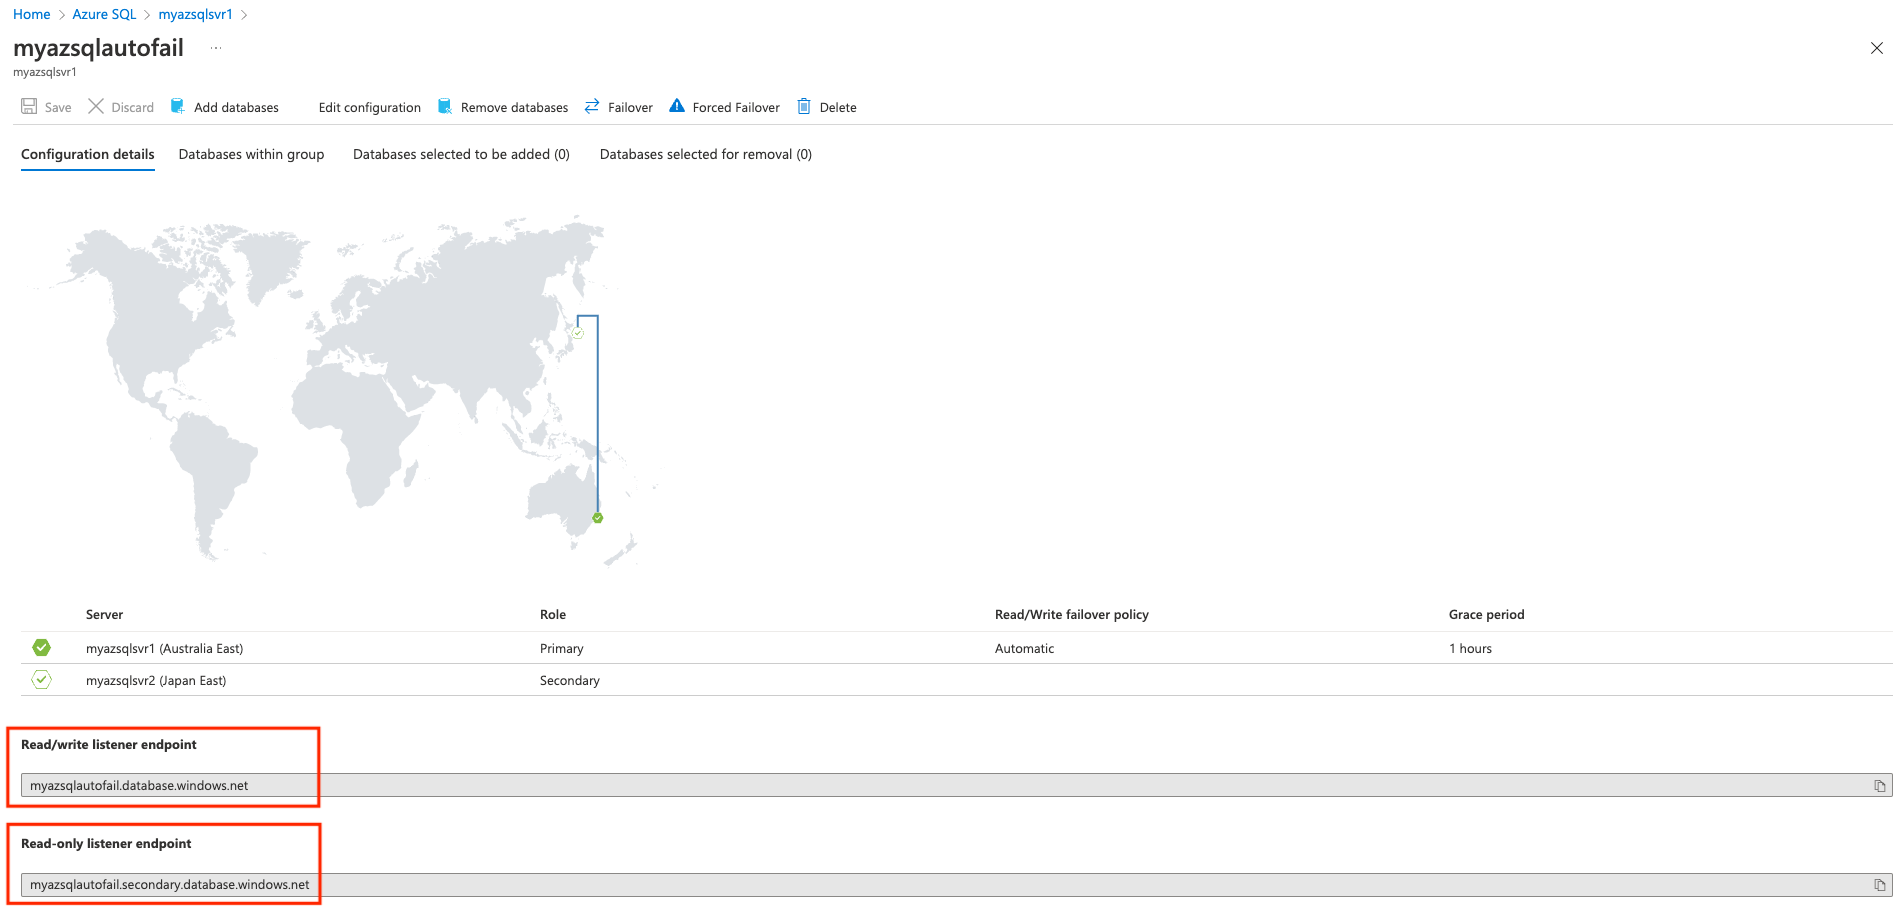 Home > Azure SQL > myazsqlsvr1 >
myazsqlautofail ...
myazsqlsvr1
Save Discard Add databases Edit configuration Remove databases Failover Forced Failover Delete
Configuration details Databases within group Databases selected to be added (0) Databases selected for removal (0)
Server Role Read/Write failover policy Grace period
myazsqlsvr1 (Australia East) Primary Automatic 1 hours
myazsqlsvr2 (Japan East) Secondary
Read/write listener endpoint
myazsqlautofail.database.windows.net
Read-only listener endpoint
myazsqlautofail.secondary.database.windows.net